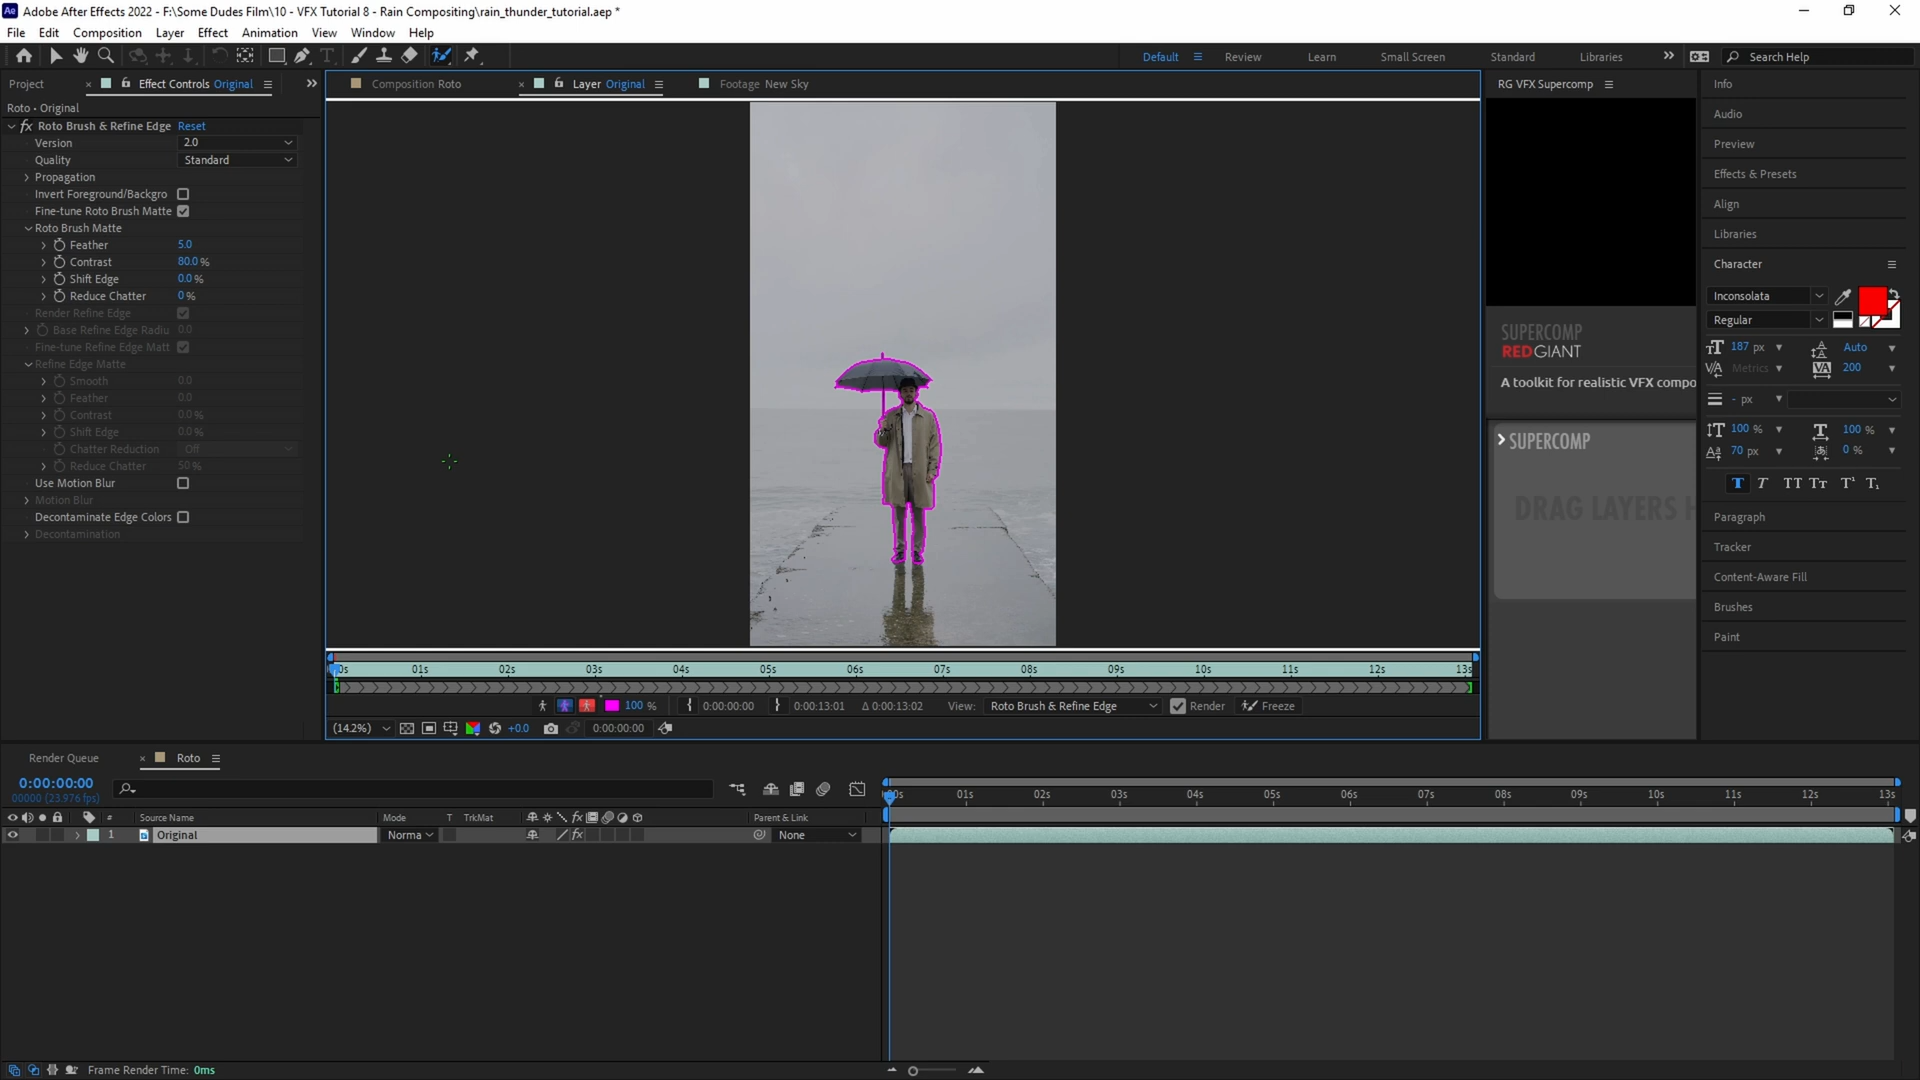 Ae Adobe After Effects 2022 - F:\Some Dudes Film\10 - VFX Tutorial 8 - Rain Compositing\rain_thunder_tutorial.aep *
File Edit Composition Layer Effect Animation View Window Help
Default Review Learn Small Screen Standard Libraries Search Help
Project Effect Controls Original
Composition Roto Layer Original Footage New Sky
RG VFX Supercomp
Roto • Original
fx Roto Brush & Refine Edge Reset
Version 2.0
Quality Standard
Propagation
Invert Foreground/Backgro
Fine-tune Roto Brush Matte
Roto Brush Matte
Feather 5.0
Contrast 80.0 %
Shift Edge 0.0 %
Reduce Chatter 0 %
Render Refine Edge
Base Refine Edge Radiu 0.0
Fine-tune Refine Edge Matt
Refine Edge Matte
Smooth 0.0
Feather 0.0
Contrast 0.0 %
Shift Edge 0.0 %
Chatter Reduction Off
Reduce Chatter 50 %
Use Motion Blur
Motion Blur
Decontaminate Edge Colors
Decontamination
SUPERCOMP
REDGIANT
A toolkit for realistic VFX compo
SUPERCOMP
DRAG LAYERS H
Info
Audio
Preview
Effects & Presets
Align
Libraries
Character
Inconsolata
Regular
187 px Auto
Metrics 200
- px
100 % 100 %
70 px 0 %
T T TT Tt T¹ T₁
Paragraph
Tracker
Content-Aware Fill
Brushes
Paint
00s 01s 02s 03s 04s 05s 06s 07s 08s 09s 10s 11s 12s 13s
100 % 0:00:00:00 0:00:13:01 Δ 0:00:13:02 View: Roto Brush & Refine Edge Render Freeze
(14.2%) +0.0 0:00:00:00
Render Queue Roto
0:00:00:00
00000 (23.976 fps)
00s 01s 02s 03s 04s 05s 06s 07s 08s 09s 10s 11s 12s 13s
# Source Name Mode T TrkMat fx Parent & Link
1 Original Norma fx None
Frame Render Time: 0ms